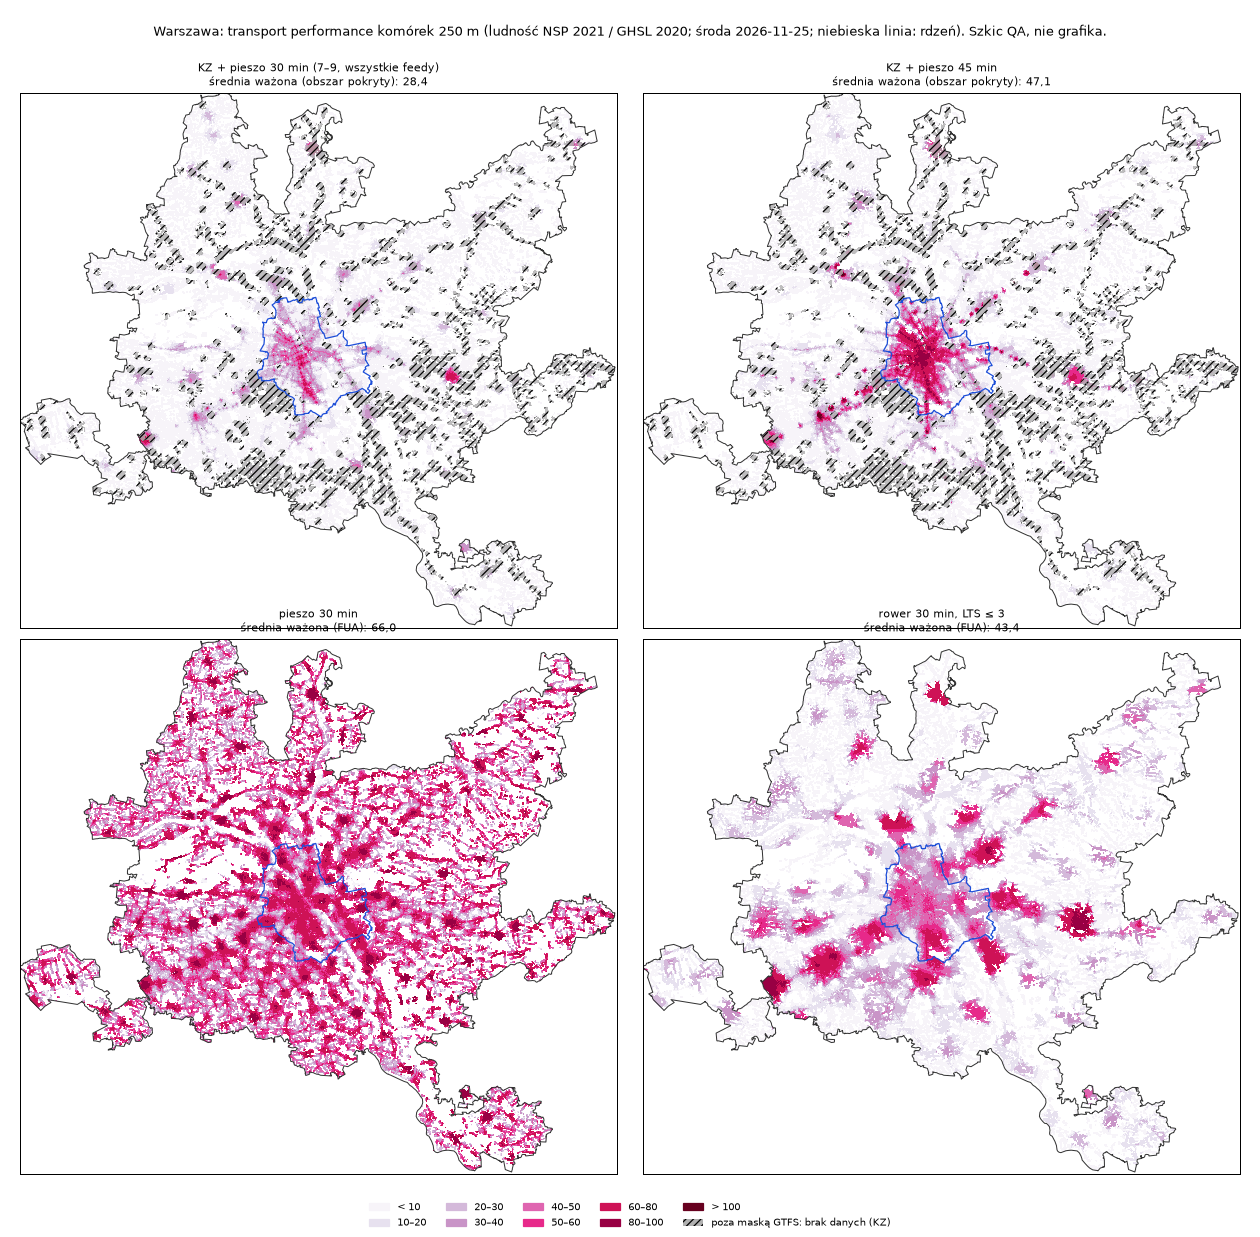 Warszawa: transport performance komórek 250 m (ludność NSP 2021 / GHSL 2020; środa 2026-11-25; niebieska linia: rdzeń). Szkic QA, nie grafika.
KZ + pieszo 30 min (7–9, wszystkie feedy)
średnia ważona (obszar pokryty): 28,4
KZ + pieszo 45 min
średnia ważona (obszar pokryty): 47,1
pieszo 30 min
średnia ważona (FUA): 66,0
rower 30 min, LTS ≤ 3
średnia ważona (FUA): 43,4
< 10
20–30
40–50
60–80
> 100
10–20
30–40
50–60
80–100
poza maską GTFS: brak danych (KZ)